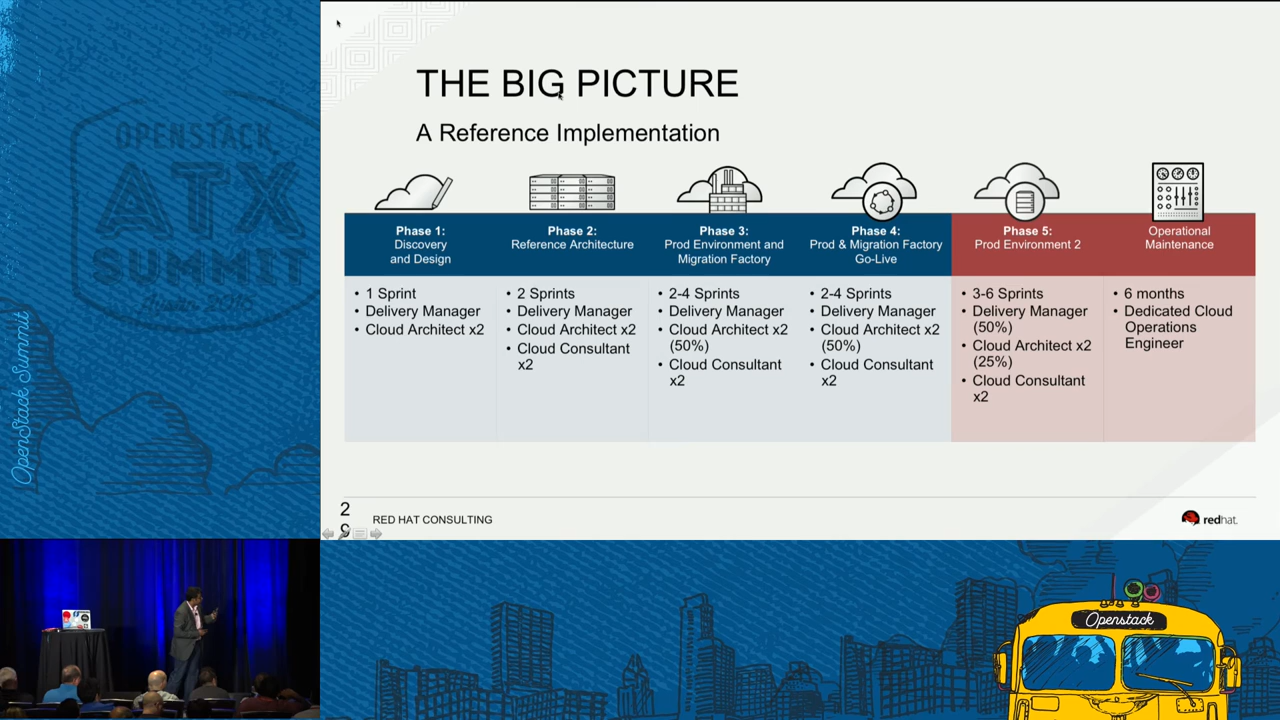 OPENSTACK
ATX
SUMMIT
Austin
OpenStack Summit
THE BIG PICTURE
A Reference Implementation
Phase 1:
Discovery
and Design
• 1 Sprint
• Delivery Manager
• Cloud Architect x2
Phase 2:
Reference Architecture
• 2 Sprints
• Delivery Manager
• Cloud Architect x2
• Cloud Consultant
x2
Phase 3:
Prod Environment and
Migration Factory
• 2-4 Sprints
• Delivery Manager
• Cloud Architect x2
(50%)
• Cloud Consultant
x2
Phase 4:
Prod & Migration Factory
Go-Live
• 2-4 Sprints
• Delivery Manager
• Cloud Architect x2
(50%)
• Cloud Consultant
x2
Phase 5:
Prod Environment 2
• 3-6 Sprints
• Delivery Manager
(50%)
• Cloud Architect x2
(25%)
• Cloud Consultant
x2
Operational
Maintenance
• 6 months
• Dedicated Cloud
Operations
Engineer
2
RED HAT CONSULTING
redhat.
Openstack